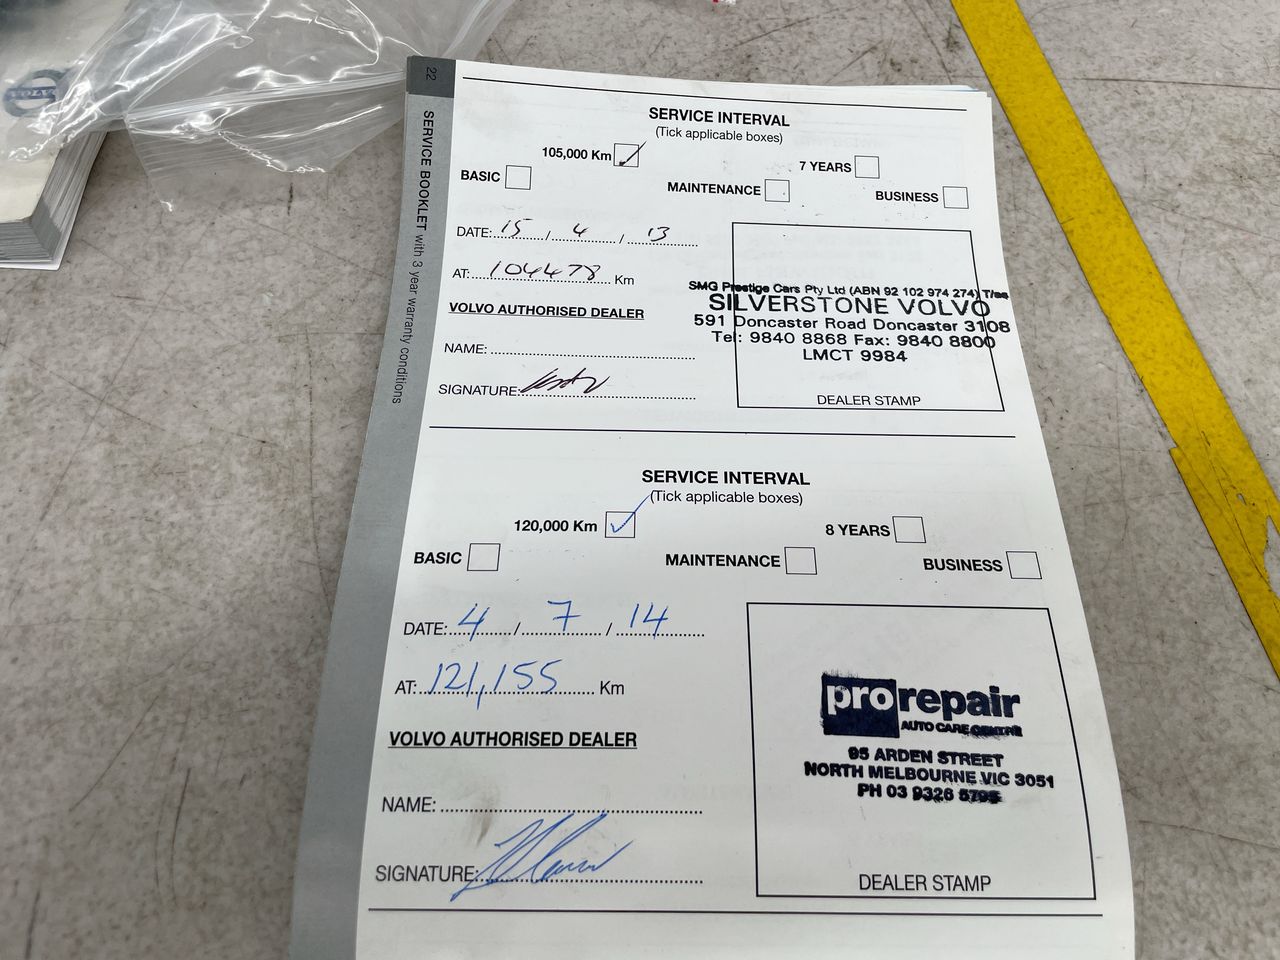 22
SERVICE BOOKLET with 3 year warranty conditions
SERVICE INTERVAL
(Tick applicable boxes)
105,000 Km
7 YEARS
BASIC
MAINTENANCE
BUSINESS
DATE: 15 / 4 / 13
AT: 104478 Km
VOLVO AUTHORISED DEALER
NAME:
SIGNATURE:
SMG Prestige Cars Pty Ltd (ABN 92 102 974 274) T/as
SILVERSTONE VOLVO
591 Doncaster Road Doncaster 3108
Tel: 9840 8868 Fax: 9840 8800
LMCT 9984
DEALER STAMP
SERVICE INTERVAL
(Tick applicable boxes)
120,000 Km
8 YEARS
BASIC
MAINTENANCE
BUSINESS
DATE: 4 / 7 / 14
AT: 121,155 Km
VOLVO AUTHORISED DEALER
NAME:
SIGNATURE:
prorepair
AUTO CARE CENTRE
95 ARDEN STREET
NORTH MELBOURNE VIC 3051
PH 03 9326 5795
DEALER STAMP